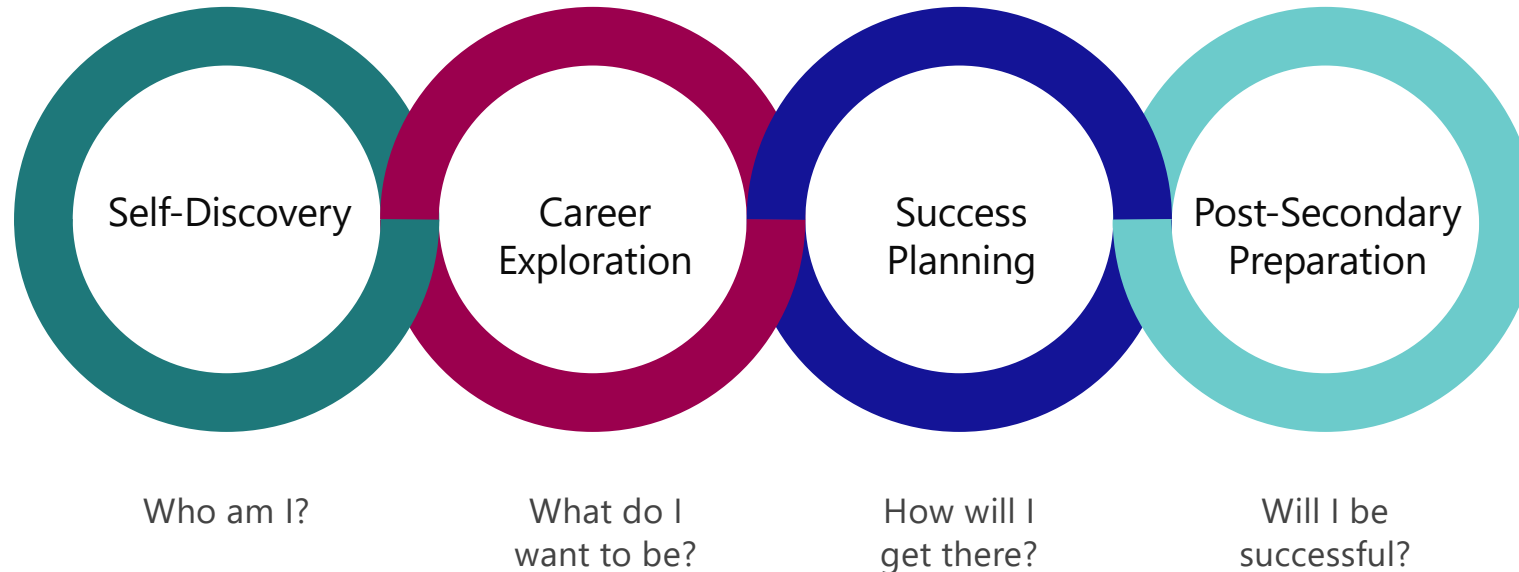 Self-Discovery
Career
Exploration
Success
Planning
Post-Secondary
Preparation
Who am I?
What do I
want to be?
How will I
get there?
Will I be
successful?